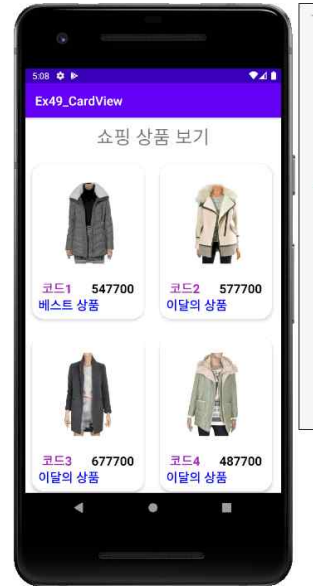 5:08
Ex49_CardView
쇼핑 상품 보기
코드1 547700
베스트 상품
코드2 577700
이달의 상품
코드3 677700
이달의 상품
코드4 487700
이달의 상품